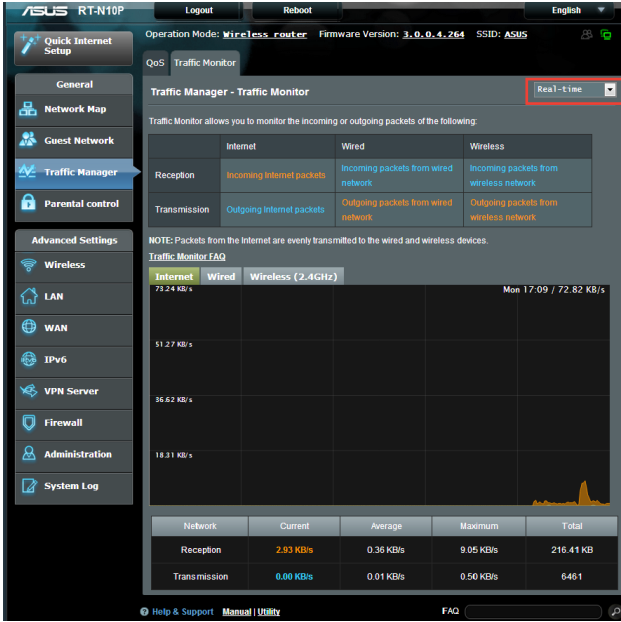 ASUS RT-N10P Logout Reboot English
Quick Internet Setup
Operation Mode: Wireless router Firmware Version: 3.0.0.4.264 SSID: ASUS
QoS Traffic Monitor
General
Network Map
Guest Network
Traffic Manager
Parental control
Advanced Settings
Wireless
LAN
WAN
IPv6
VPN Server
Firewall
Administration
System Log
Traffic Manager - Traffic Monitor
Real-time
Traffic Monitor allows you to monitor the incoming or outgoing packets of the following:
Internet Wired Wireless
Reception Incoming Internet packets Incoming packets from wired network Incoming packets from wireless network
Transmission Outgoing Internet packets Outgoing packets from wired network Outgoing packets from wireless network
NOTE: Packets from the Internet are evenly transmitted to the wired and wireless devices.
Traffic Monitor FAQ
Internet Wired Wireless (2.4GHz)
73.24 KB/s Mon 17:09 / 72.82 KB/s
51.27 KB/s
36.62 KB/s
18.31 KB/s
Network Current Average Maximum Total
Reception 2.93 KB/s 0.36 KB/s 9.05 KB/s 216.41 KB
Transmission 0.00 KB/s 0.01 KB/s 0.50 KB/s 6461
Help & Support Manual | Utility FAQ